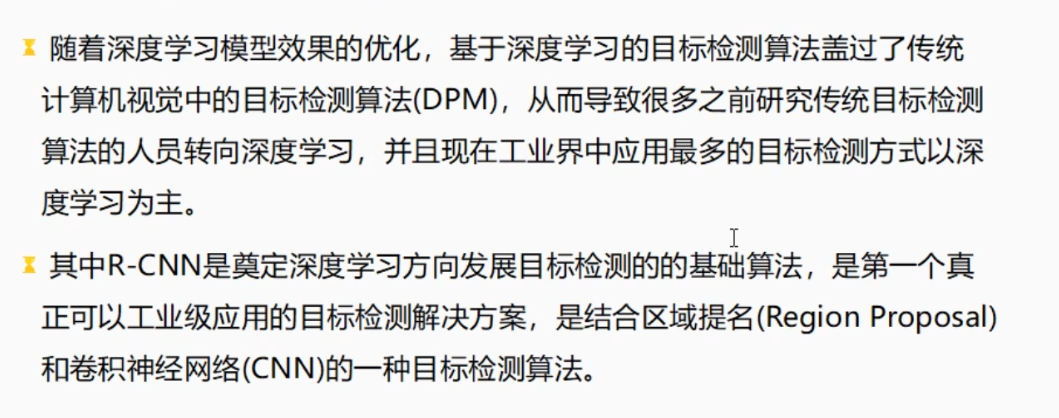 随着深度学习模型效果的优化，基于深度学习的目标检测算法盖过了传统
计算机视觉中的目标检测算法(DPM)，从而导致很多之前研究传统目标检测
算法的人员转向深度学习，并且现在工业界中应用最多的目标检测方式以深
度学习为主。
其中R-CNN是奠定深度学习方向发展目标检测的的基础算法，是第一个真
正可以工业级应用的目标检测解决方案，是结合区域提名(Region Proposal)
和卷积神经网络(CNN)的一种目标检测算法。